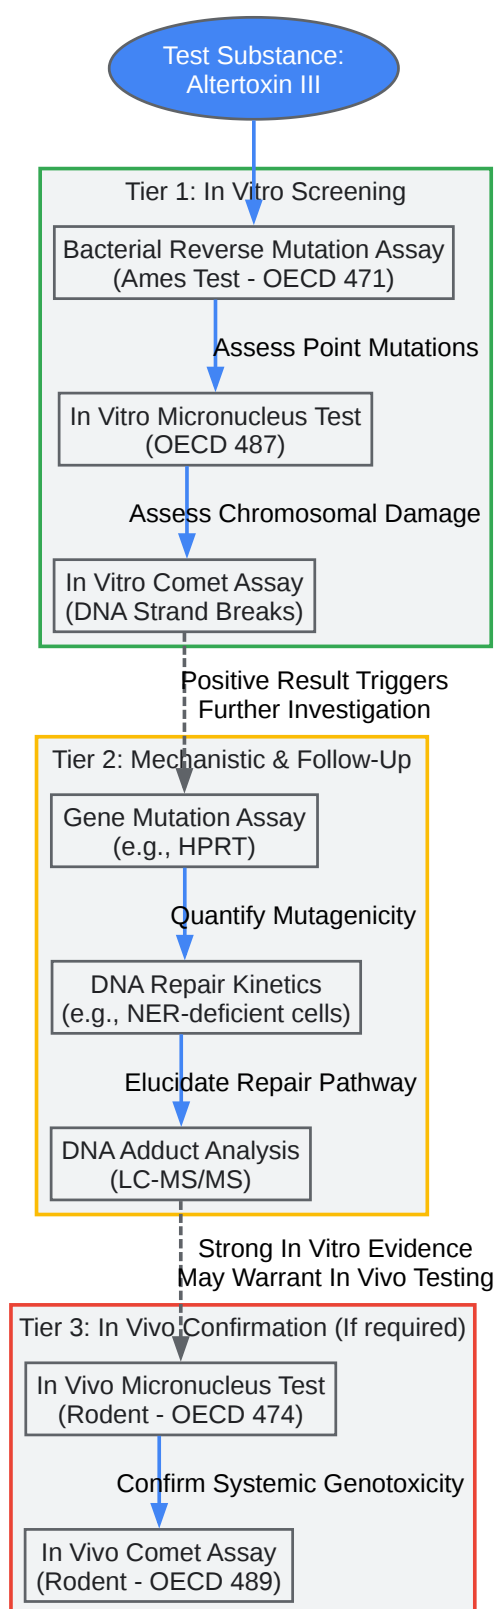 Test Substance:
Altertoxin III
Tier 1: In Vitro Screening
Bacterial Reverse Mutation Assay
(Ames Test - OECD 471)
Assess Point Mutations
In Vitro Micronucleus Test
(OECD 487)
Assess Chromosomal Damage
In Vitro Comet Assay
(DNA Strand Breaks)
Positive Result Triggers
Further Investigation
Tier 2: Mechanistic & Follow-Up
Gene Mutation Assay
(e.g., HPRT)
Quantify Mutagenicity
DNA Repair Kinetics
(e.g., NER-deficient cells)
Elucidate Repair Pathway
DNA Adduct Analysis
(LC-MS/MS)
Strong In Vitro Evidence
May Warrant In Vivo Testing
Tier 3: In Vivo Confirmation (If required)
In Vivo Micronucleus Test
(Rodent - OECD 474)
Confirm Systemic Genotoxicity
In Vivo Comet Assay
(Rodent - OECD 489)